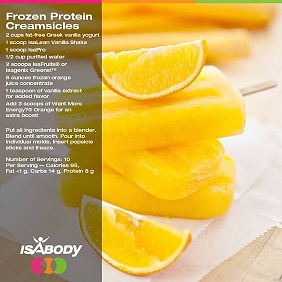 Frozen Protein
Creamsicles
2 cups fat-free Greek vanilla yogurt
1 scoop IsaLean Vanilla Shake
1 scoop IsaPro
1/2 cup purified water
2 scoops IsaFruits® or
Isagenix Greens!™
6 ounces frozen orange
juice concentrate
1 teaspoon of vanilla extract
for added flavor
Add 3 scoops of Want More
Energy?® Orange for an
extra boost!
Put all ingredients into a blender.
Blend until smooth. Pour into
individual molds, insert popsicle
sticks and freeze.
Number of Servings: 10
Per Serving — Calories 95,
Fat <1 g, Carbs 14 g, Protein 8 g
ISABODY